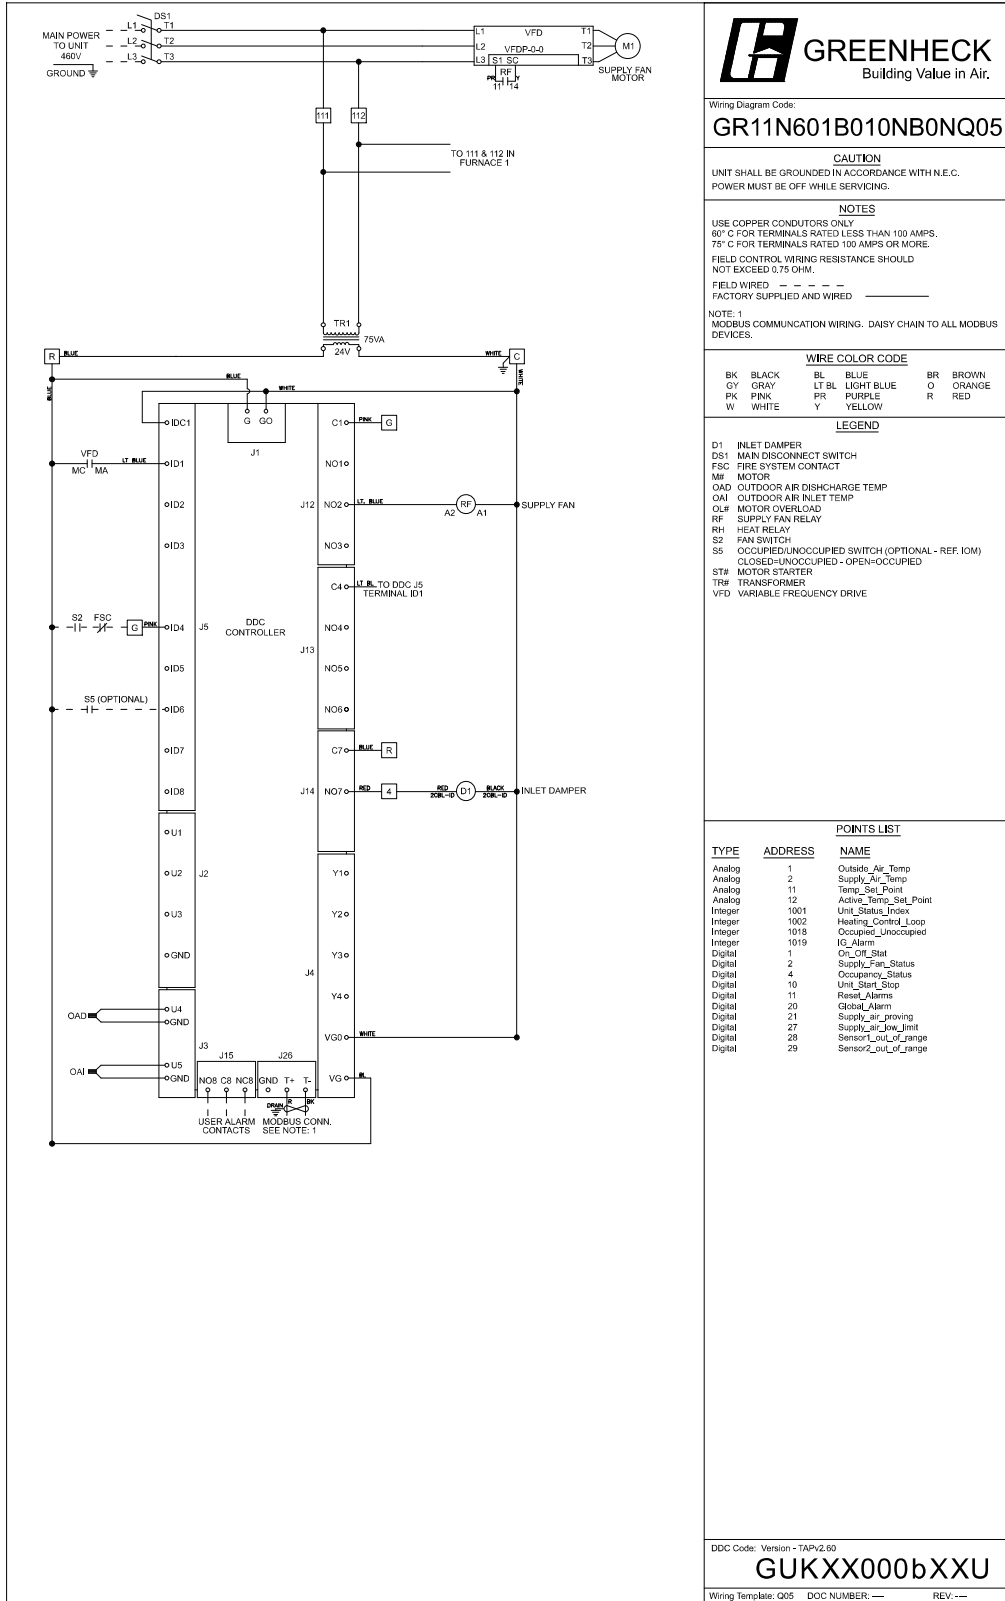 DS1
MAIN POWER
TO UNIT
460V
GROUND
L1 T1
L2 T2
L3 T3
L1 VFD T1
L2 VFDP-0-0 T2
L3 S1 SC T3
M1
SUPPLY FAN
MOTOR
PR RF Y
11 14
111 112
TO 111 & 112 IN
FURNACE 1
TR1
75VA
24V
R BLUE WHITE C
BLUE WHITE
BLUE
WHITE
G GO
J1
IDC1
VFD
MC MA
LT BLUE
ID1
ID2
ID3
S2 FSC
G PINK ID4
J5
ID5
S5 (OPTIONAL)
ID6
ID7
ID8
DDC
CONTROLLER
U1
U2 J2
U3
GND
OAD
U4
GND
J3
OAI
U5
GND
C1 PINK G
NO1
J12 NO2 LT. BLUE A2 RF A1 SUPPLY FAN
NO3
C4 LT BL TO DDC J5
TERMINAL ID1
NO4
J13
NO5
NO6
C7 BLUE R
J14 NO7 RED 4 RED D1 BLACK INLET DAMPER
2CBL-ID 2CBL-ID
Y1
Y2
Y3
J4
Y4
VG0 WHITE
VG BL
J15 J26
NO8 C8 NC8 GND T+ T-
DRAIN R BK
USER ALARM
CONTACTS
MODBUS CONN.
SEE NOTE: 1
GREENHECK
Building Value in Air.
Wiring Diagram Code:
GR11N601B010NB0NQ05
CAUTION
UNIT SHALL BE GROUNDED IN ACCORDANCE WITH N.E.C.
POWER MUST BE OFF WHILE SERVICING.
NOTES
USE COPPER CONDUTORS ONLY
60° C FOR TERMINALS RATED LESS THAN 100 AMPS.
75° C FOR TERMINALS RATED 100 AMPS OR MORE.
FIELD CONTROL WIRING RESISTANCE SHOULD
NOT EXCEED 0.75 OHM.
FIELD WIRED
FACTORY SUPPLIED AND WIRED
NOTE: 1
MODBUS COMMUNCATION WIRING. DAISY CHAIN TO ALL MODBUS
DEVICES.
WIRE COLOR CODE
BK BLACK BL BLUE BR BROWN
GY GRAY LT BL LIGHT BLUE O ORANGE
PK PINK PR PURPLE R RED
W WHITE Y YELLOW
LEGEND
D1 INLET DAMPER
DS1 MAIN DISCONNECT SWITCH
FSC FIRE SYSTEM CONTACT
M# MOTOR
OAD OUTDOOR AIR DISHCHARGE TEMP
OAI OUTDOOR AIR INLET TEMP
OL# MOTOR OVERLOAD
RF SUPPLY FAN RELAY
RH HEAT RELAY
S2 FAN SWITCH
S5 OCCUPIED/UNOCCUPIED SWITCH (OPTIONAL - REF. IOM)
CLOSED=UNOCCUPIED - OPEN=OCCUPIED
ST# MOTOR STARTER
TR# TRANSFORMER
VFD VARIABLE FREQUENCY DRIVE
POINTS LIST
TYPE ADDRESS NAME
Analog 1 Outside_Air_Temp
Analog 2 Supply_Air_Temp
Analog 11 Temp_Set_Point
Analog 12 Active_Temp_Set_Point
Integer 1001 Unit_Status_Index
Integer 1002 Heating_Control_Loop
Integer 1018 Occupied_Unoccupied
Integer 1019 IG_Alarm
Digital 1 On_Off_Stat
Digital 2 Supply_Fan_Status
Digital 4 Occupancy_Status
Digital 10 Unit_Start_Stop
Digital 11 Reset_Alarms
Digital 20 Global_Alarm
Digital 21 Supply_air_proving
Digital 27 Supply_air_low_limit
Digital 28 Sensor1_out_of_range
Digital 29 Sensor2_out_of_range
DDC Code: Version - TAPv2.60
GUKXX000bXXU
Wiring Template: Q05 DOC NUMBER: --- REV: ---